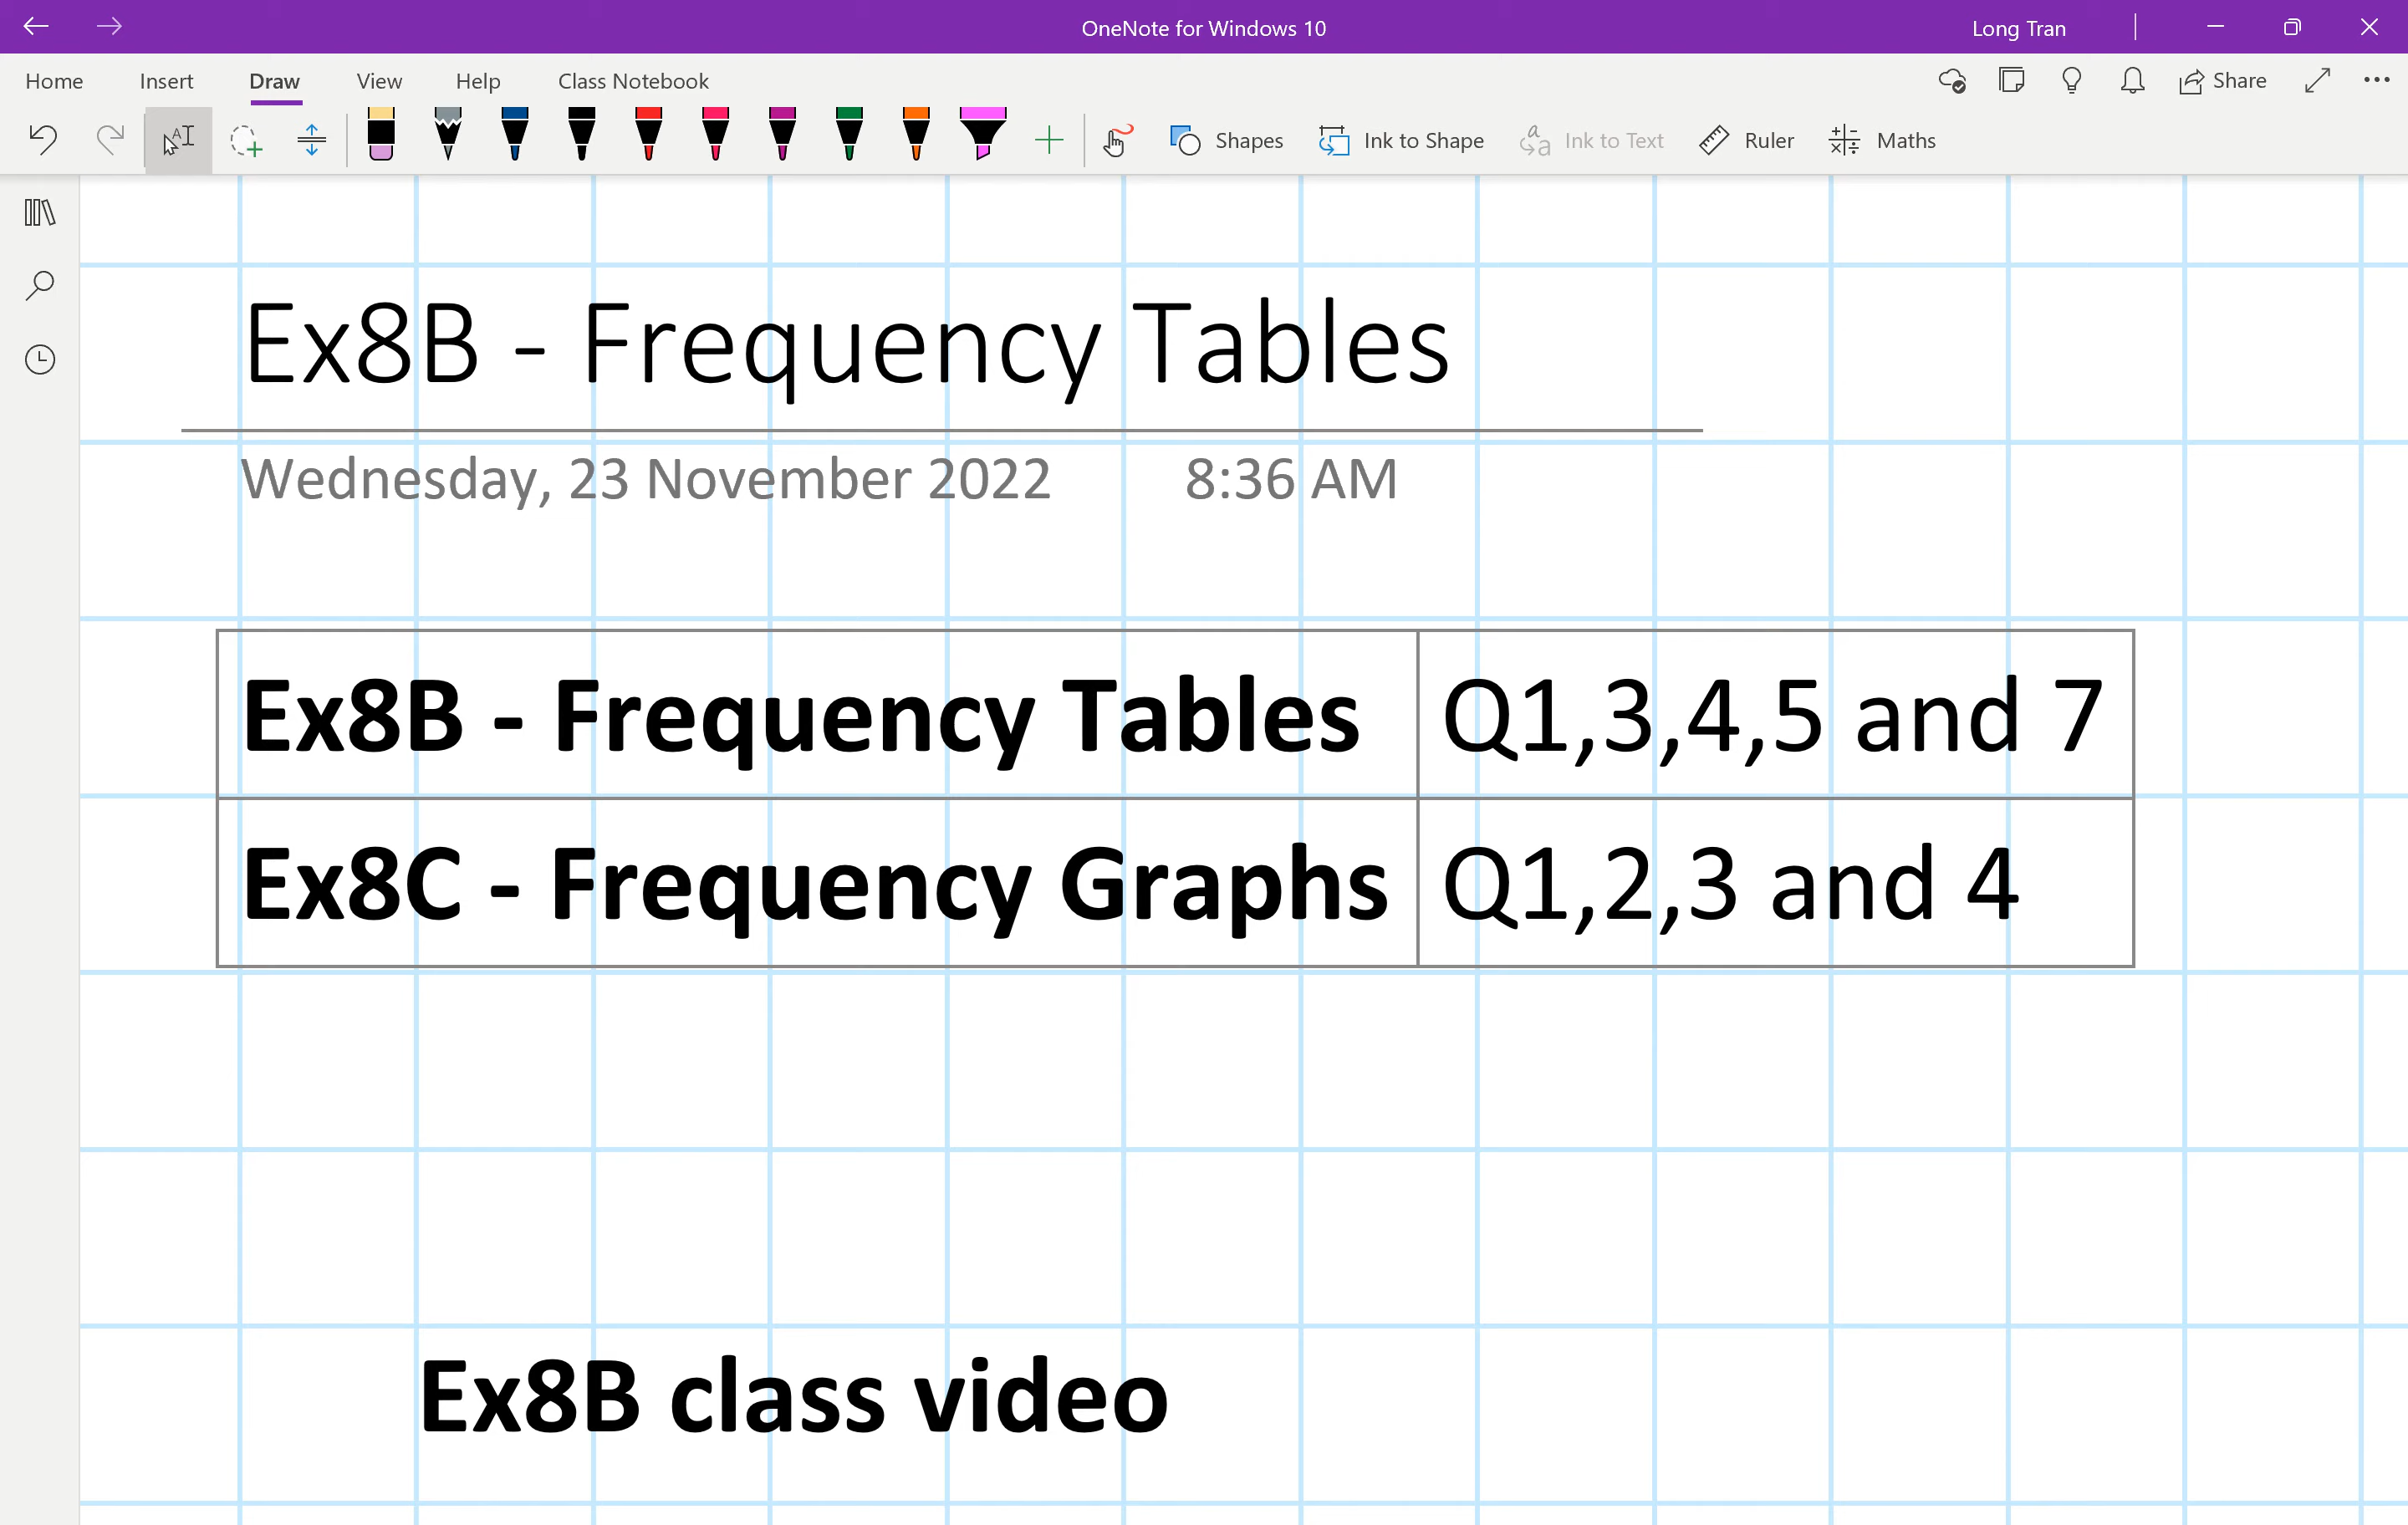 OneNote for Windows 10
Long Tran
Home Insert Draw View Help Class Notebook
Share
Shapes Ink to Shape Ink to Text Ruler Maths
Ex8B - Frequency Tables
Wednesday, 23 November 2022 8:36 AM
Ex8B - Frequency Tables Q1,3,4,5 and 7
Ex8C - Frequency Graphs Q1,2,3 and 4
Ex8B class video